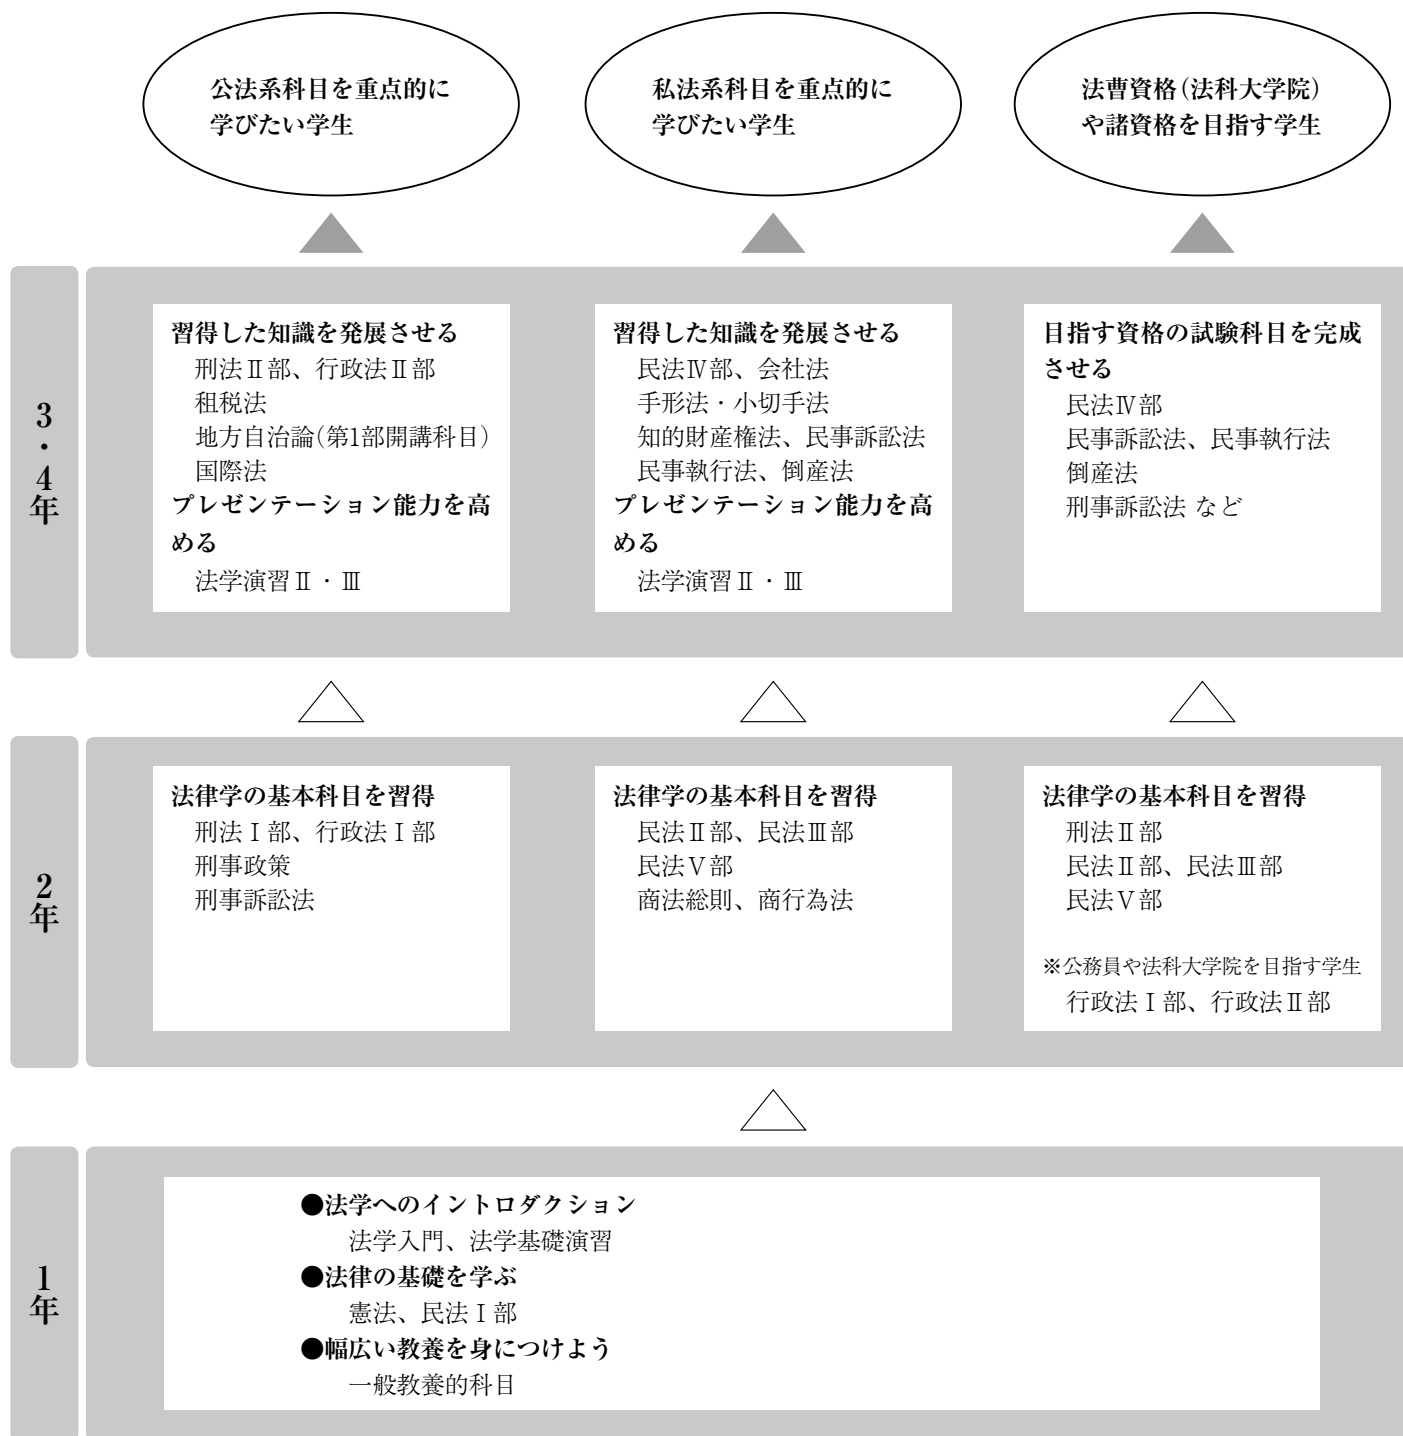 公法系科目を重点的に
学びたい学生
私法系科目を重点的に
学びたい学生
法曹資格(法科大学院)
や諸資格を目指す学生
3・4年
習得した知識を発展させる
刑法Ⅱ部、行政法Ⅱ部
租税法
地方自治論(第1部開講科目)
国際法
プレゼンテーション能力を高
める
法学演習Ⅱ・Ⅲ
習得した知識を発展させる
民法Ⅳ部、会社法
手形法・小切手法
知的財産権法、民事訴訟法
民事執行法、倒産法
プレゼンテーション能力を高
める
法学演習Ⅱ・Ⅲ
目指す資格の試験科目を完成
させる
民法Ⅳ部
民事訴訟法、民事執行法
倒産法
刑事訴訟法 など
2年
法律学の基本科目を習得
刑法Ⅰ部、行政法Ⅰ部
刑事政策
刑事訴訟法
法律学の基本科目を習得
民法Ⅱ部、民法Ⅲ部
民法Ⅴ部
商法総則、商行為法
法律学の基本科目を習得
刑法Ⅱ部
民法Ⅱ部、民法Ⅲ部
民法Ⅴ部
※公務員や法科大学院を目指す学生
行政法Ⅰ部、行政法Ⅱ部
1年
●法学へのイントロダクション
法学入門、法学基礎演習
●法律の基礎を学ぶ
憲法、民法Ⅰ部
●幅広い教養を身につけよう
一般教養的科目